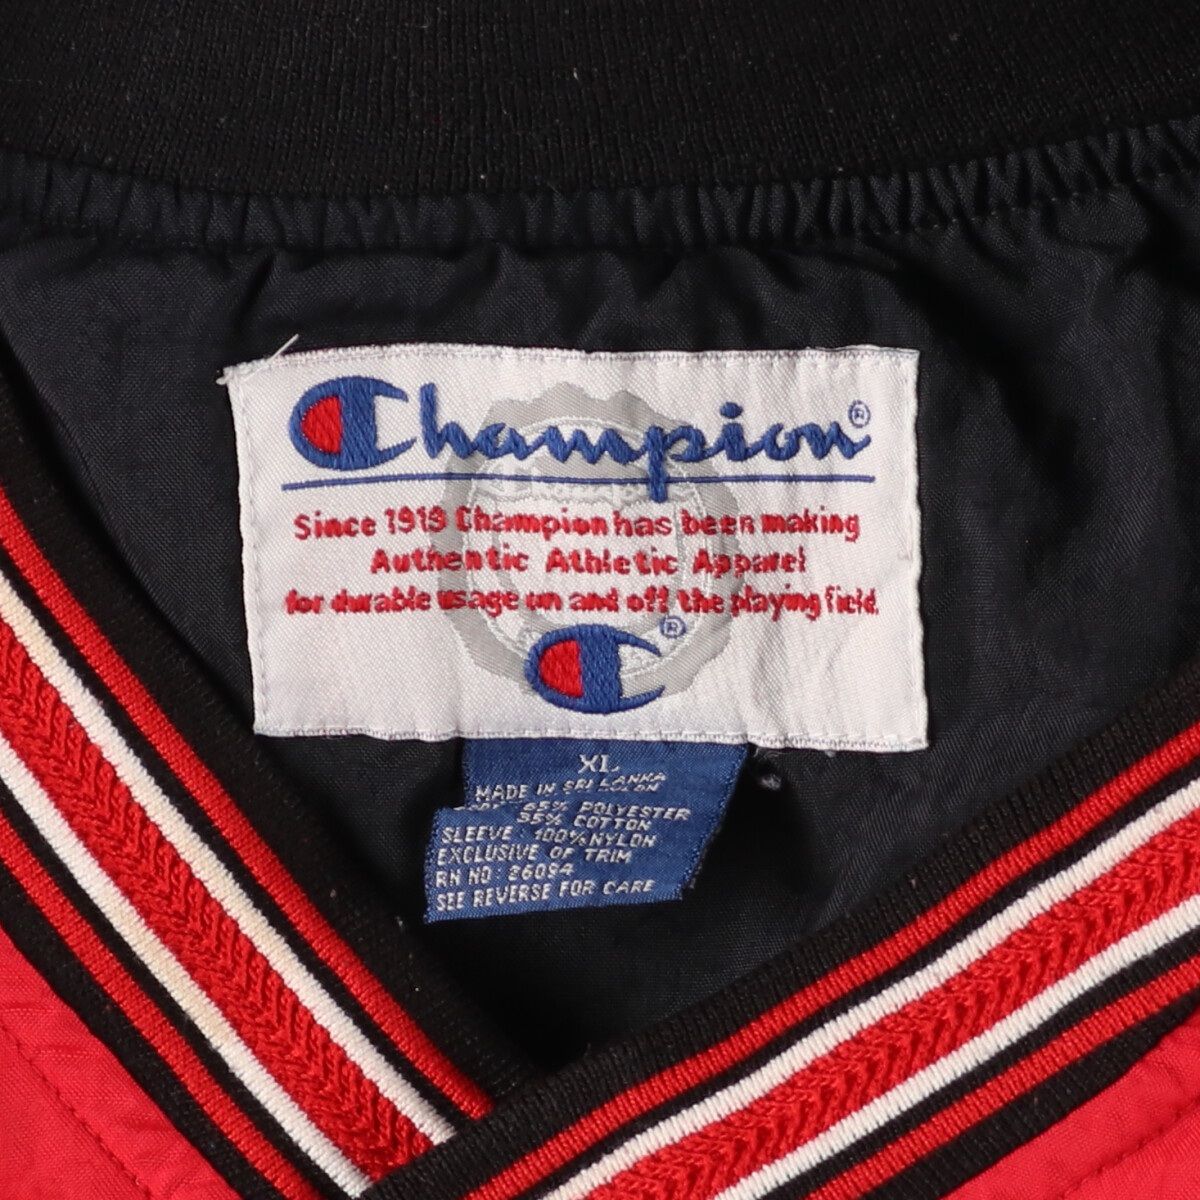 Champion®
Since 1919 Champion has been making
Authentic Athletic Apparel
for durable usage on and off the playing field.
®
XL
MADE IN SRI LANKA
65% POLYESTER
35% COTTON
SLEEVE : 100% NYLON
EXCLUSIVE OF TRIM
RN NO: 26094
SEE REVERSE FOR CARE